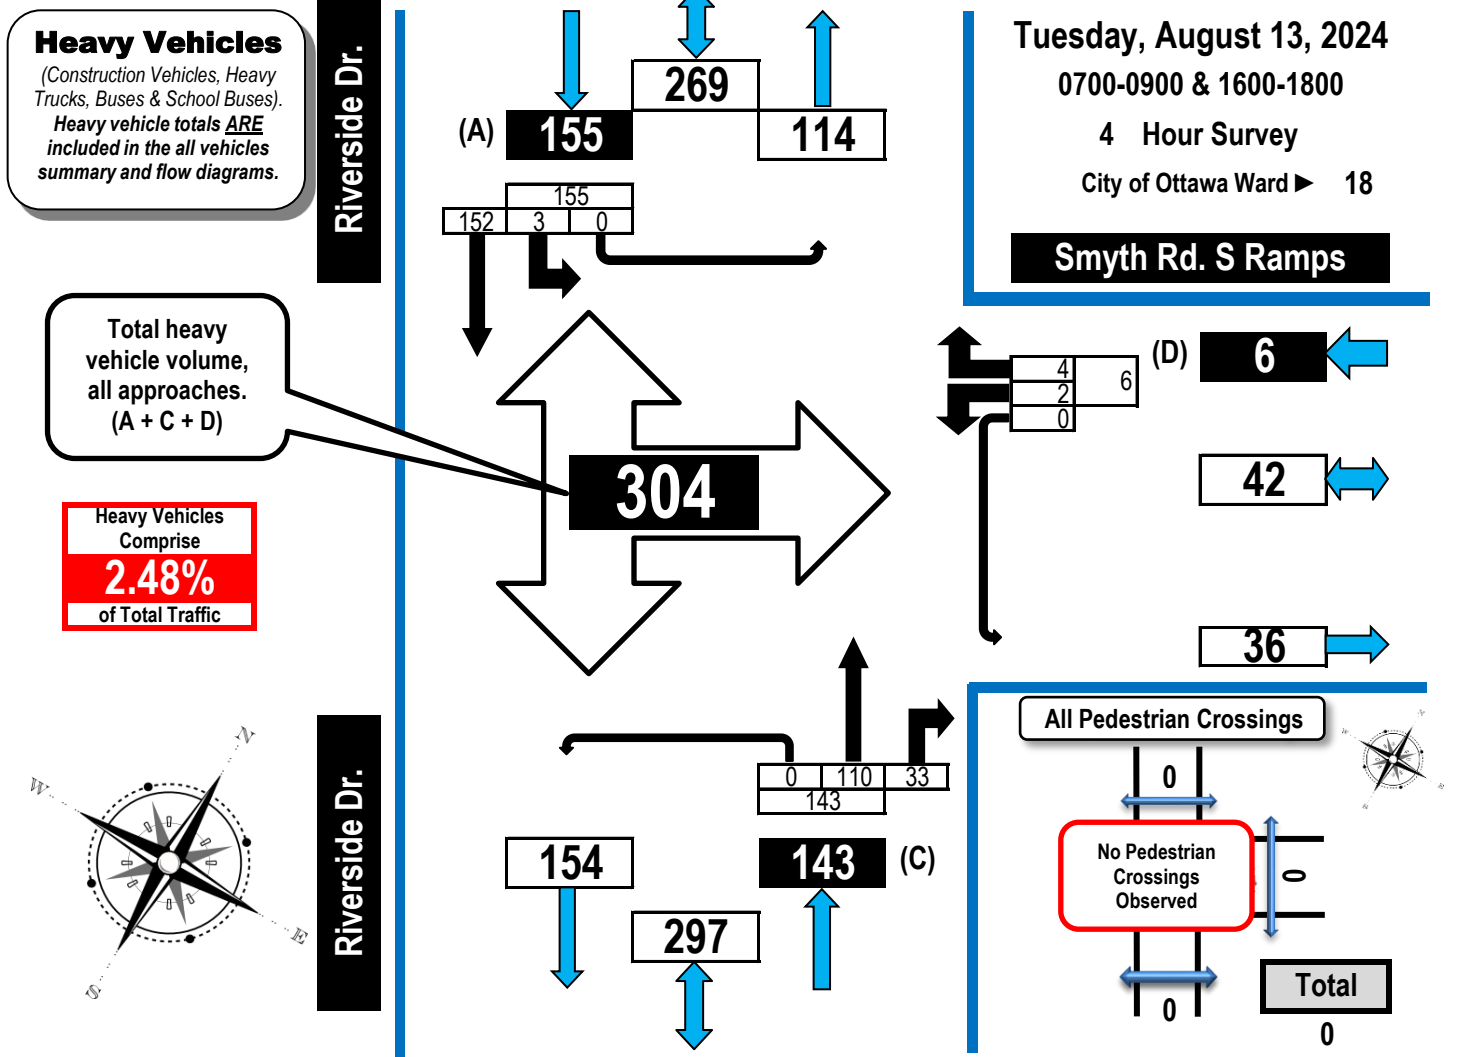 Heavy Vehicles
(Construction Vehicles, Heavy
Trucks, Buses & School Buses).
Heavy vehicle totals ARE
included in the all vehicles
summary and flow diagrams.
Riverside Dr.
269
(A) 155
114
155
152 3 0
Tuesday, August 13, 2024
0700-0900 & 1600-1800
4 Hour Survey
City of Ottawa Ward ► 18
Smyth Rd. S Ramps
Total heavy
vehicle volume,
all approaches.
(A + C + D)
304
4
2
0
6
(D) 6
42
36
Heavy Vehicles
Comprise
2.48%
of Total Traffic
N
W
E
S
Riverside Dr.
0 110 33
143
154
143 (C)
297
All Pedestrian Crossings
N
W
E
S
0
No Pedestrian
Crossings
Observed
0
0
Total
0